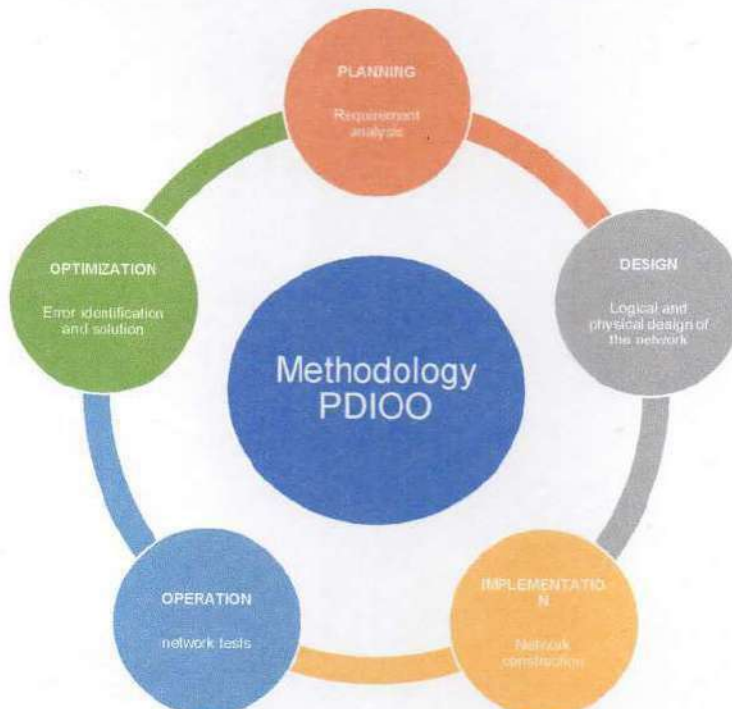 PLANNING
Requirement
analysis
DESIGN
Logical and
physical design of
the network
IMPLEMENTATIO
N
Network
construction
OPERATION
network tests
OPTIMIZATION
Error identification
and solution
Methodology
PDIOO